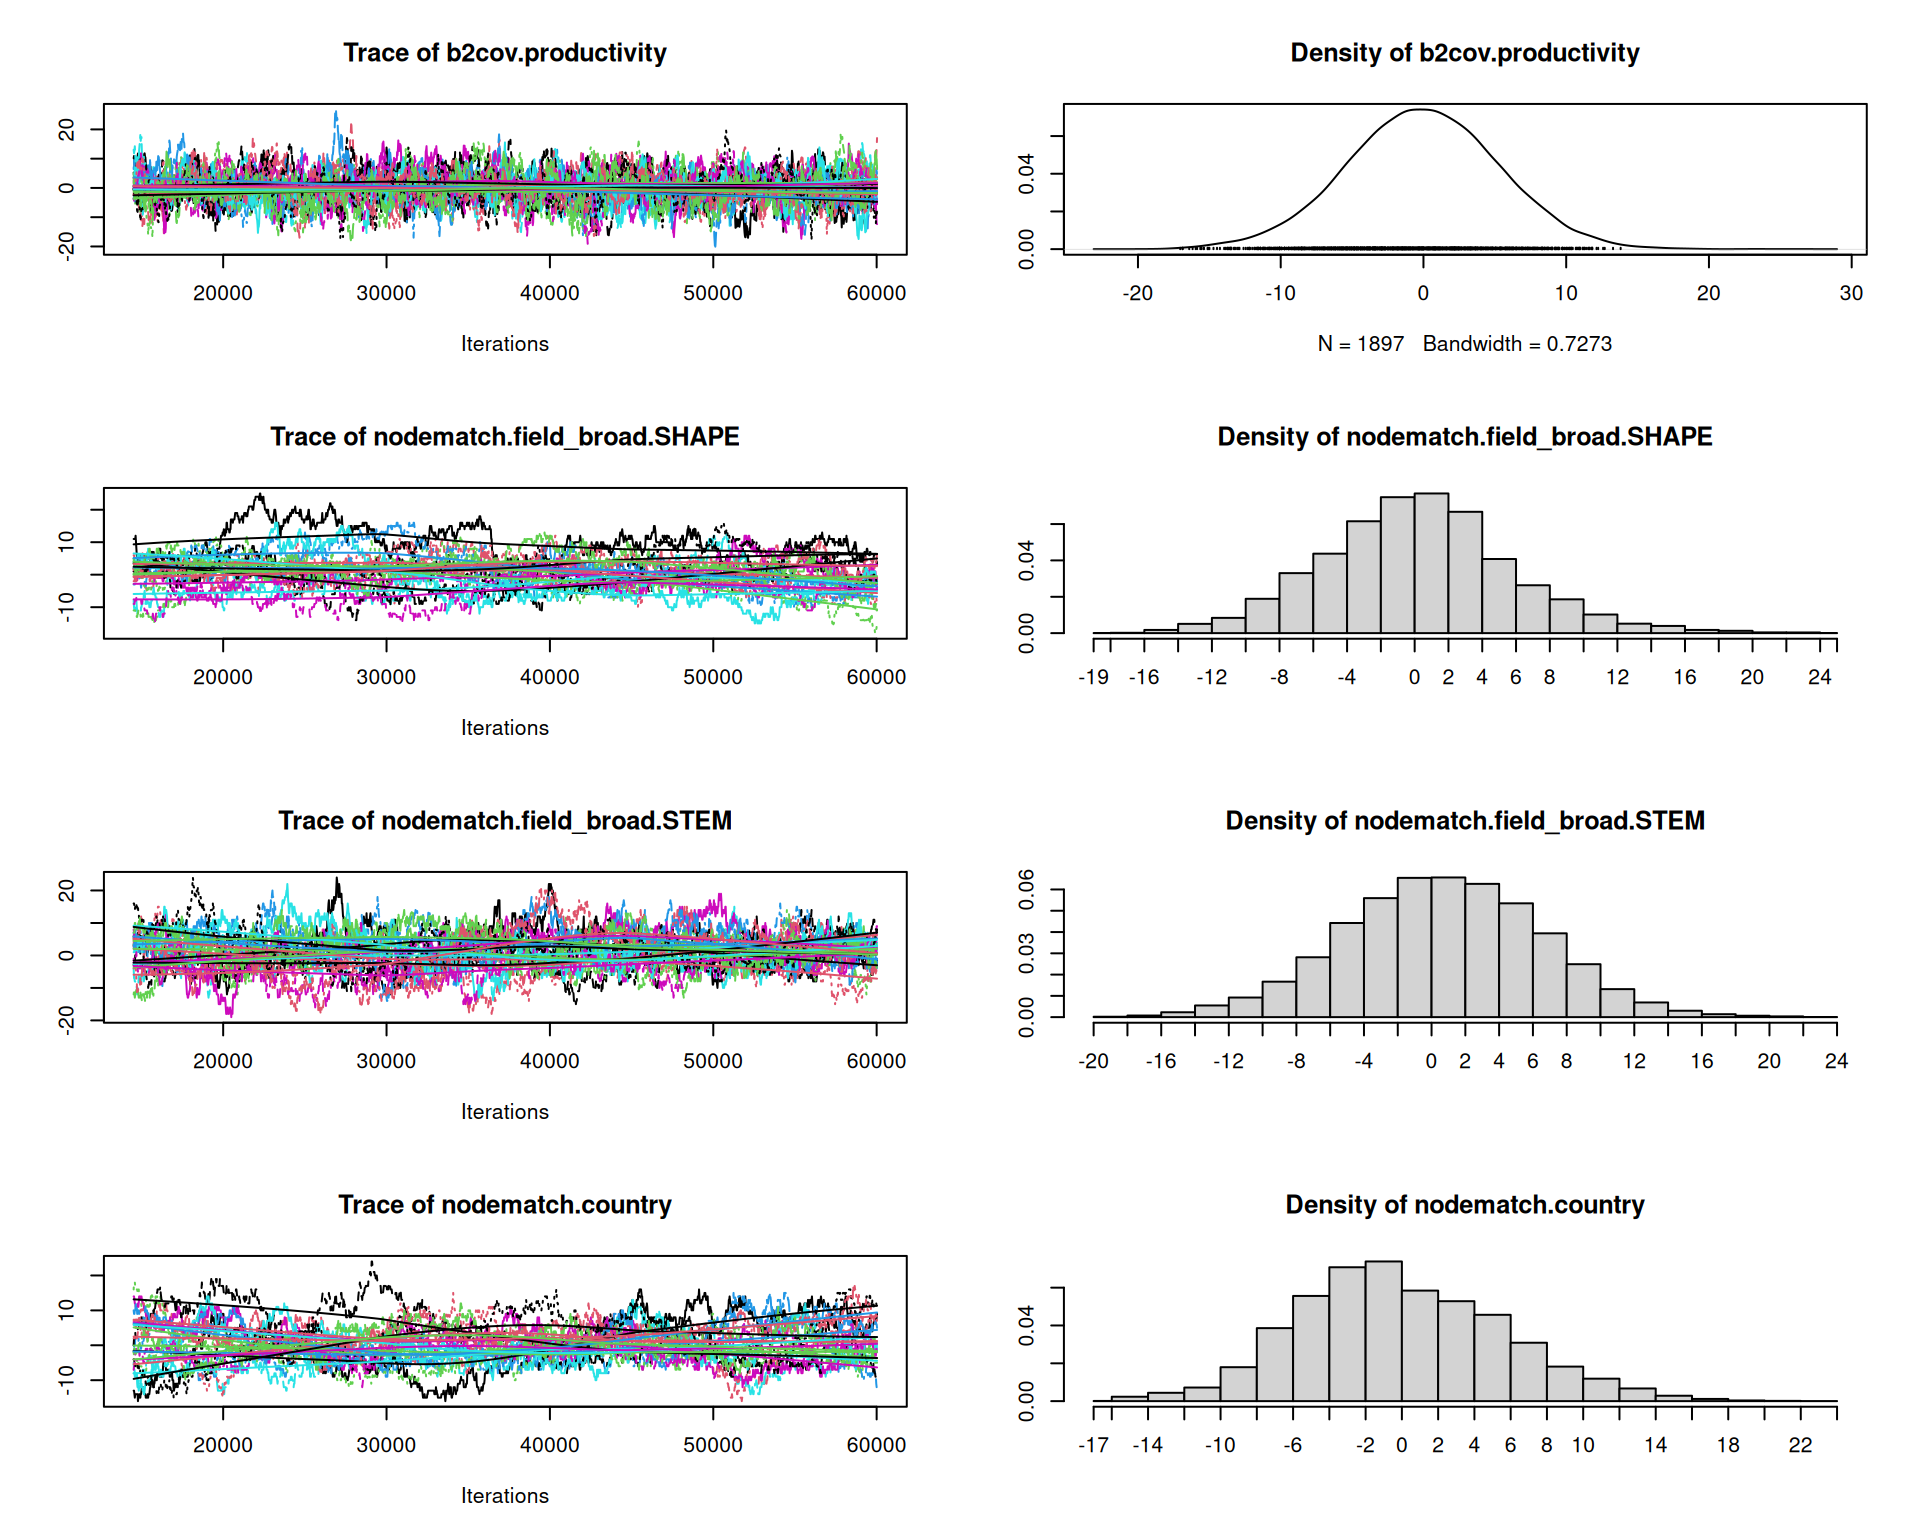 Trace of b2cov.productivity
20
0
-20
20000 30000 40000 50000 60000
Iterations
Density of b2cov.productivity
0.04
0.00
-20 -10 0 10 20 30
N = 1897 Bandwidth = 0.7273
Trace of nodematch.field_broad.SHAPE
10
-10
20000 30000 40000 50000 60000
Iterations
Density of nodematch.field_broad.SHAPE
0.04
0.00
-19 -16 -12 -8 -4 0 2 4 6 8 12 16 20 24
Trace of nodematch.field_broad.STEM
20
0
-20
20000 30000 40000 50000 60000
Iterations
Density of nodematch.field_broad.STEM
0.06
0.03
0.00
-20 -16 -12 -8 -4 0 2 4 6 8 12 16 20 24
Trace of nodematch.country
10
-10
20000 30000 40000 50000 60000
Iterations
Density of nodematch.country
0.04
0.00
-17 -14 -10 -6 -2 0 2 4 6 8 10 14 18 22